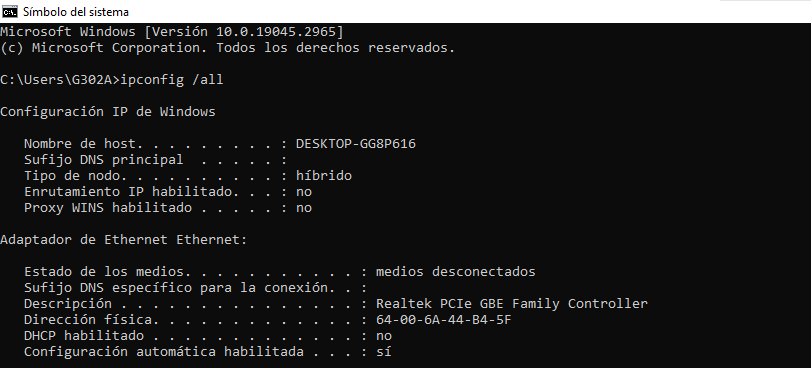 Símbolo del sistema
Microsoft Windows [Versión 10.0.19045.2965]
(c) Microsoft Corporation. Todos los derechos reservados.
C:\Users\G302A>ipconfig /all
Configuración IP de Windows
Nombre de host. . . . . . . . . : DESKTOP-GG8P616
Sufijo DNS principal  . . . . . :
Tipo de nodo. . . . . . . . . . : híbrido
Enrutamiento IP habilitado. . . : no
Proxy WINS habilitado . . . . . : no
Adaptador de Ethernet Ethernet:
Estado de los medios. . . . . . . . . . . : medios desconectados
Sufijo DNS específico para la conexión. . :
Descripción . . . . . . . . . . . . . . . : Realtek PCIe GBE Family Controller
Dirección física. . . . . . . . . . . . . : 64-00-6A-44-B4-5F
DHCP habilitado . . . . . . . . . . . . . : no
Configuración automática habilitada . . . : sí